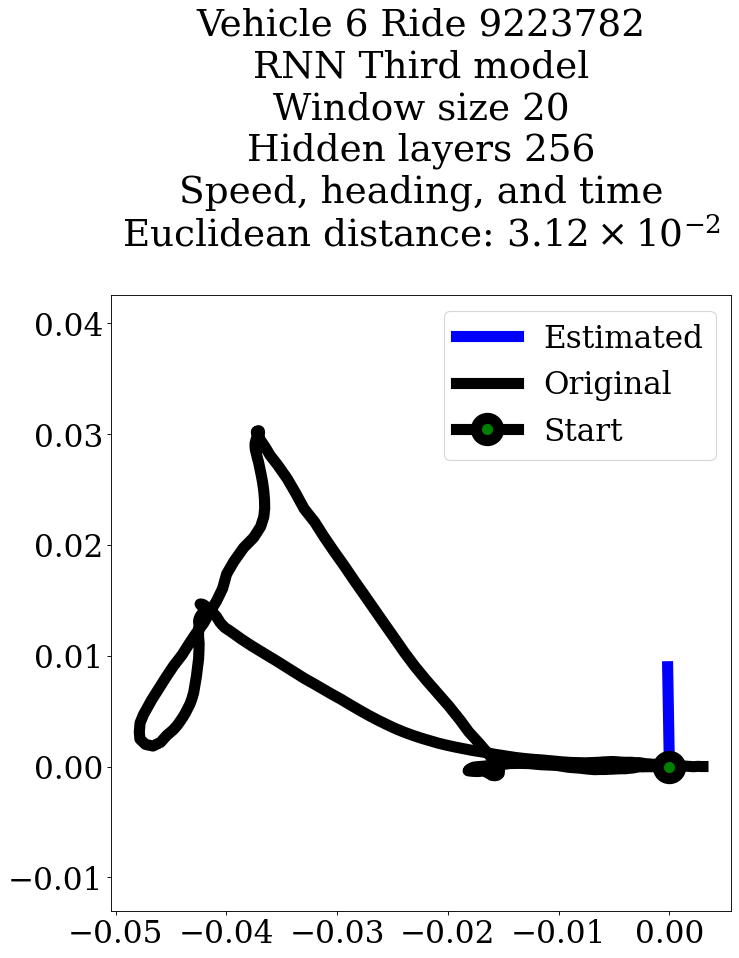 Vehicle 6 Ride 9223782
RNN Third model
Window size 20
Hidden layers 256
Speed, heading, and time
Euclidean distance: 3.12 × 10⁻²
Estimated
Original
Start
0.04
0.03
0.02
0.01
0.00
−0.01
−0.05 −0.04 −0.03 −0.02 −0.01 0.00